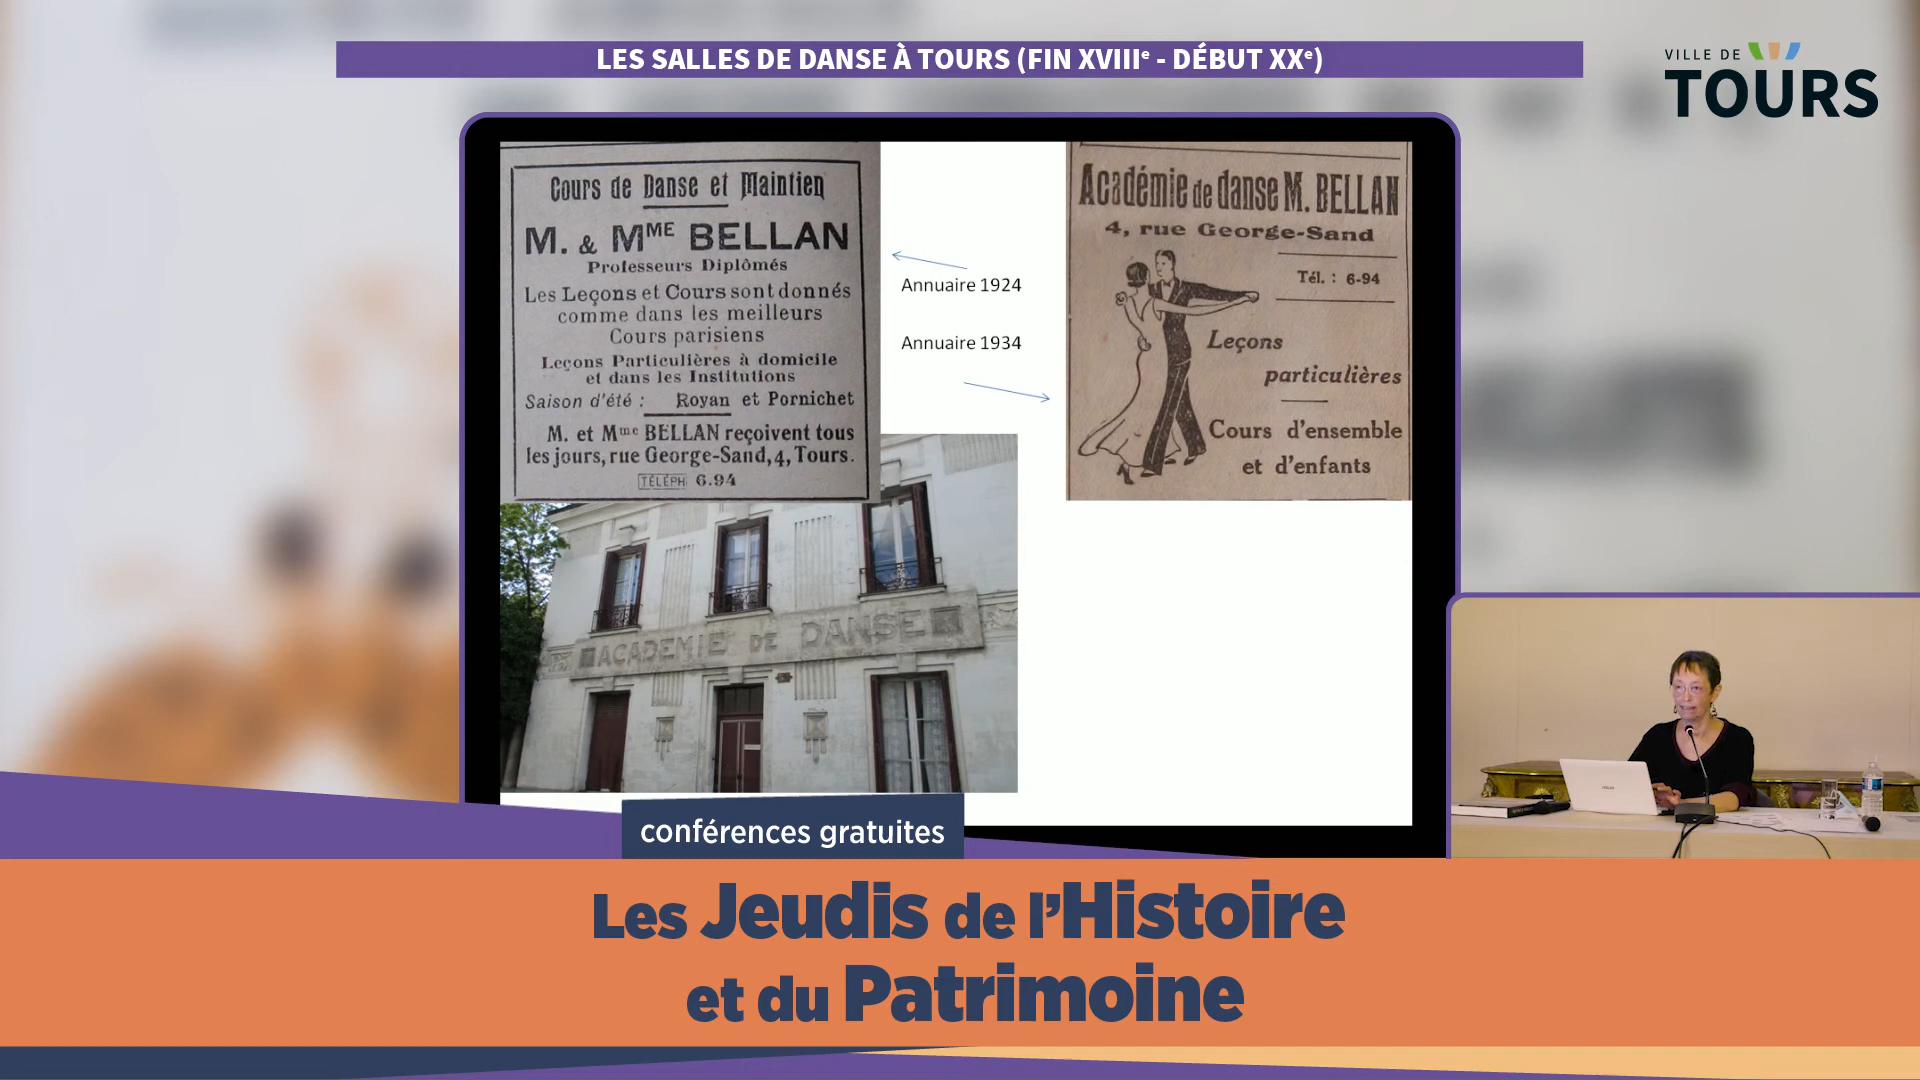 LES SALLES DE DANSE À TOURS (FIN XVIIIe - DÉBUT XXe)
VILLE DE
TOURS
Cours de Danse et Maintien
M. & MME BELLAN
Professeurs Diplômés
Les Leçons et Cours sont donnés
comme dans les meilleurs
Cours parisiens
Leçons Particulières à domicile
et dans les Institutions
Saison d'été : Royan et Pornichet
M. et Mme BELLAN reçoivent tous
les jours, rue George-Sand, 4, Tours.
TÉLÉPH 6.94
Annuaire 1924
Annuaire 1934
Académie de danse M. BELLAN
4, rue George-Sand
Tél. : 6-94
Leçons
particulières
Cours d'ensemble
et d'enfants
ACADEMIE DE DANSE
conférences gratuites
Les Jeudis de l'Histoire
et du Patrimoine